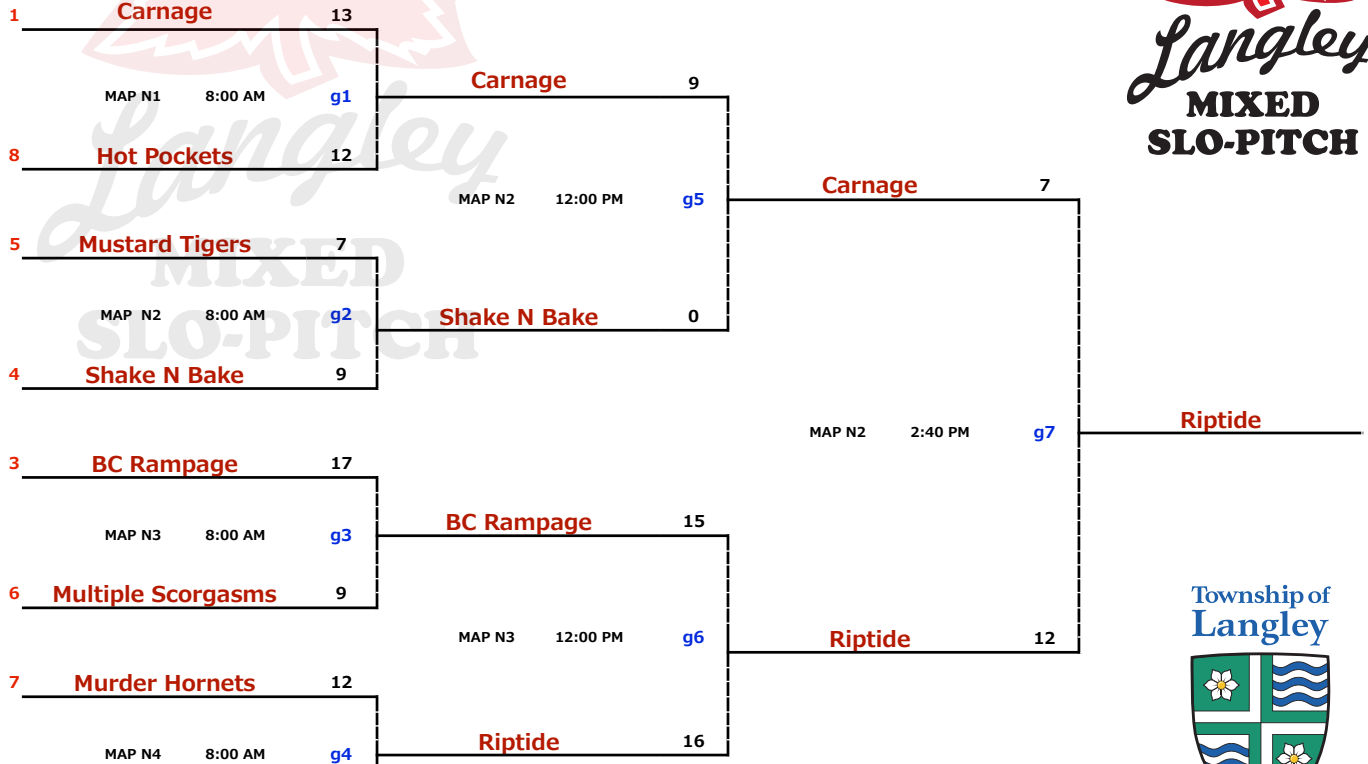 1 Carnage 13
MAP N1 8:00 AM g1
8 Hot Pockets 12
5 Mustard Tigers 7
MAP N2 8:00 AM g2
4 Shake N Bake 9
3 BC Rampage 17
MAP N3 8:00 AM g3
6 Multiple Scorgasms 9
7 Murder Hornets 12
MAP N4 8:00 AM g4
Carnage 9
MAP N2 12:00 PM g5
Shake N Bake 0
BC Rampage 15
MAP N3 12:00 PM g6
Riptide 16
Carnage 7
MAP N2 2:40 PM g7
Riptide 12
Riptide
Langley
MIXED
SLO-PITCH
Langley
MIXED
SLO-PITCH
Township of
Langley